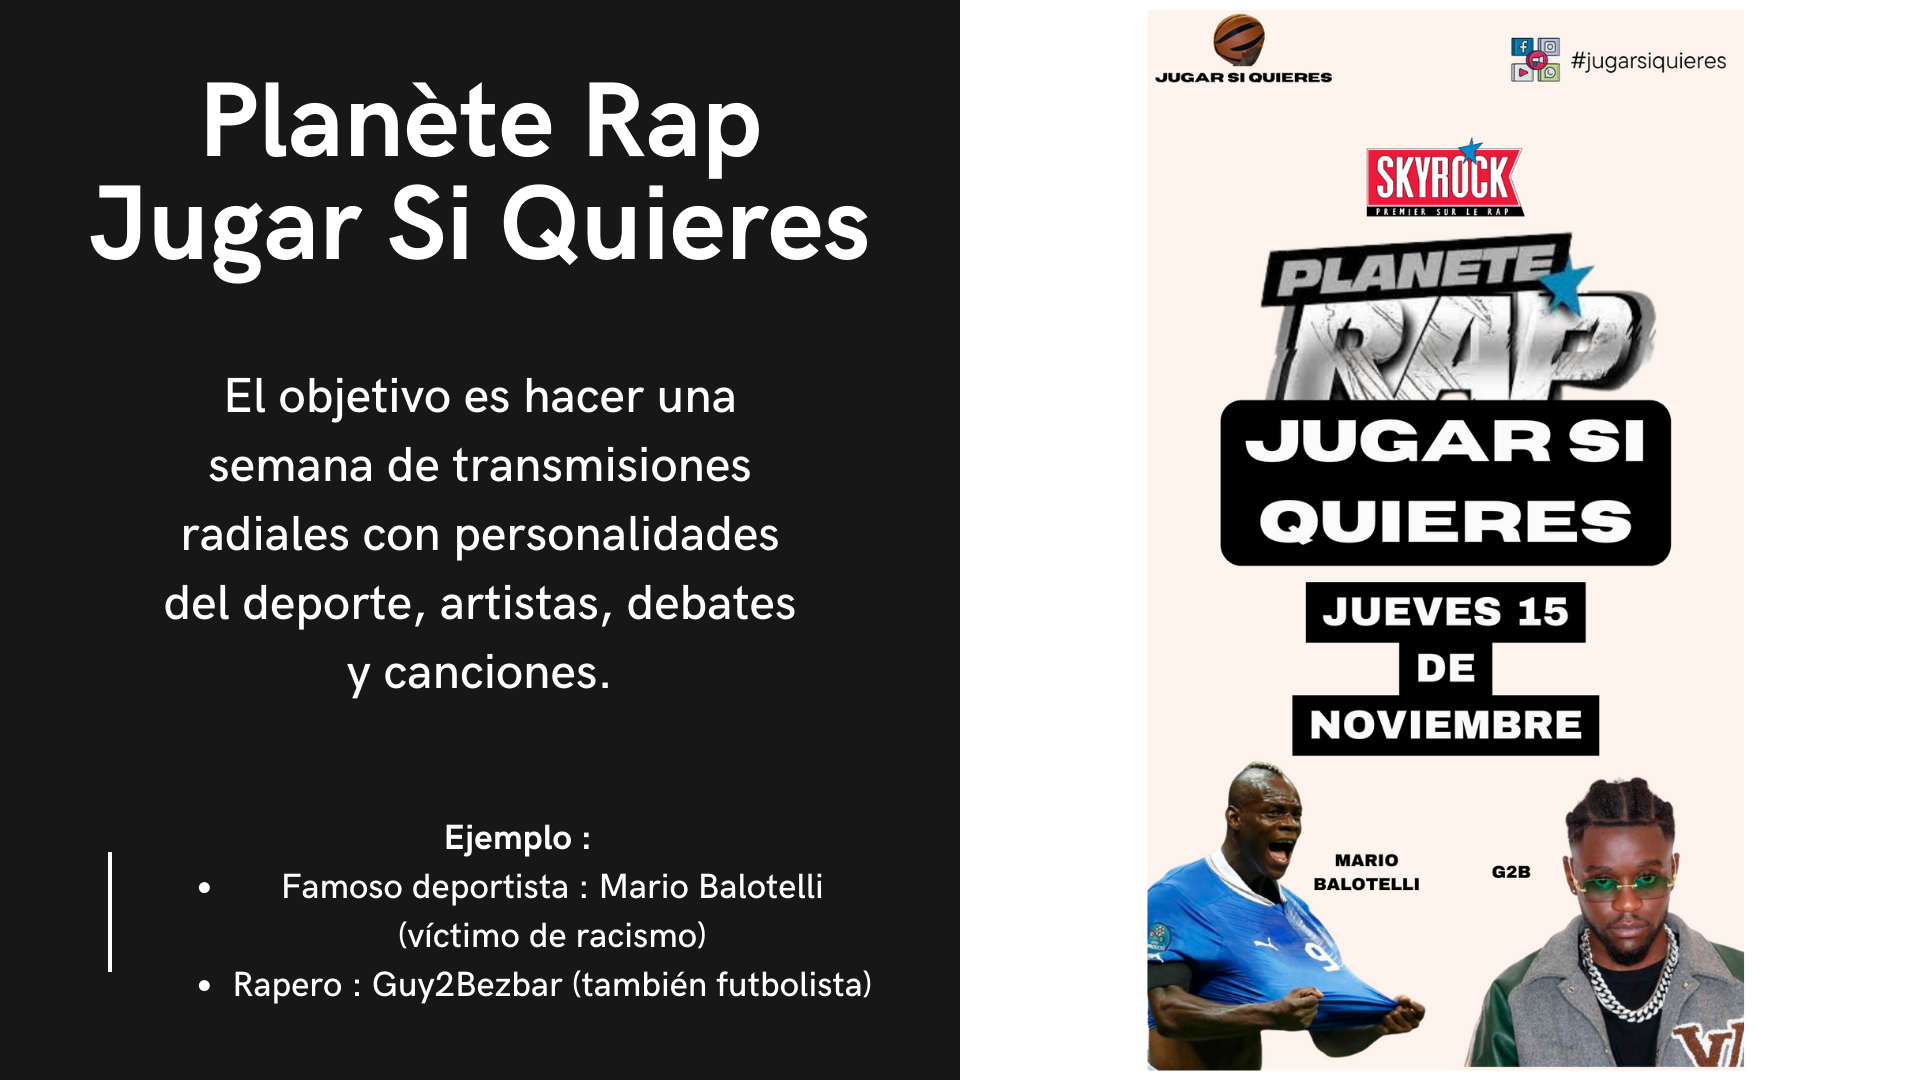 Planète Rap
Jugar Si Quieres
El objetivo es hacer una
semana de transmisiones
radiales con personalidades
del deporte, artistas, debates
y canciones.
Ejemplo :
• Famoso deportista : Mario Balotelli
(víctimo de racismo)
• Rapero : Guy2Bezbar (también futbolista)
JUGAR SI QUIERES
#jugarsiquieres
SKYROCK
PREMIER SUR LE RAP
PLANETE
RAP
JUGAR SI
QUIERES
JUEVES 15
DE
NOVIEMBRE
MARIO
BALOTELLI
G2B
9